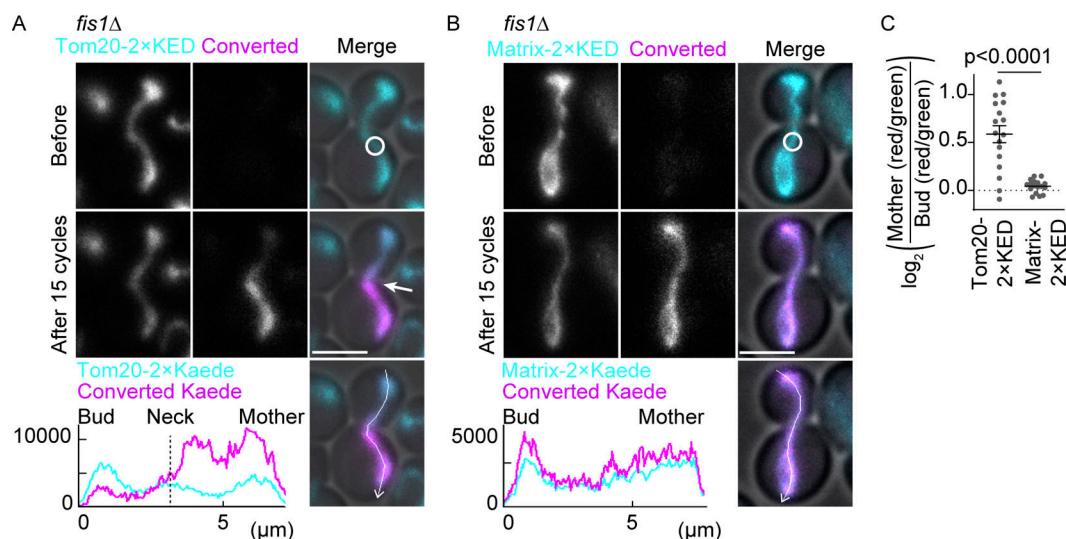 A
fis1Δ
Tom20-2×KED Converted Merge
Before
After 15 cycles
Tom20-2×Kaede
Converted Kaede
Bud Neck Mother
10000
0
0 5
(μm)
B
fis1Δ
Matrix-2×KED Converted Merge
Before
After 15 cycles
Matrix-2×Kaede
Converted Kaede
Bud Mother
5000
0
0 5
(μm)
C
p<0.0001
log2(Mother (red/green)
Bud (red/green))
1.0
0.5
0.0
Tom20-
2×KED
Matrix-
2×KED